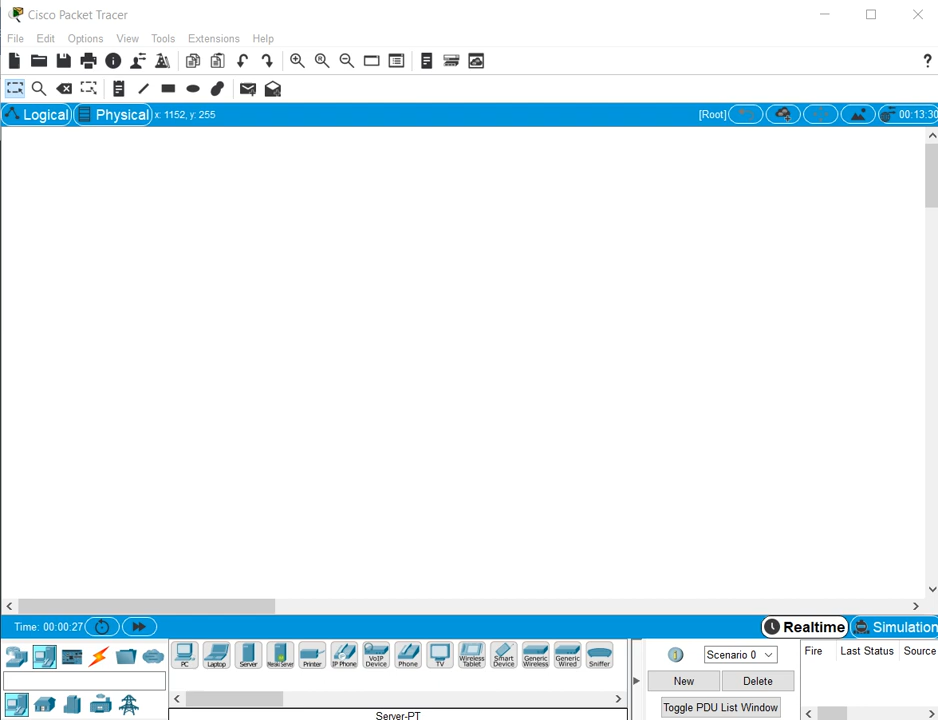 Cisco Packet Tracer
File Edit Options View Tools Extensions Help
?
Logical Physical x: 1152, y: 255 [Root] 00:13:30
Time: 00:00:27 Realtime Simulation
PC Laptop Server Meraki Server Printer IP Phone VoIP Device Phone TV Wireless Tablet Smart Device Generic Wireless Generic Wired Sniffer
Scenario 0
Fire Last Status Source
New Delete
Toggle PDU List Window
Server-PT